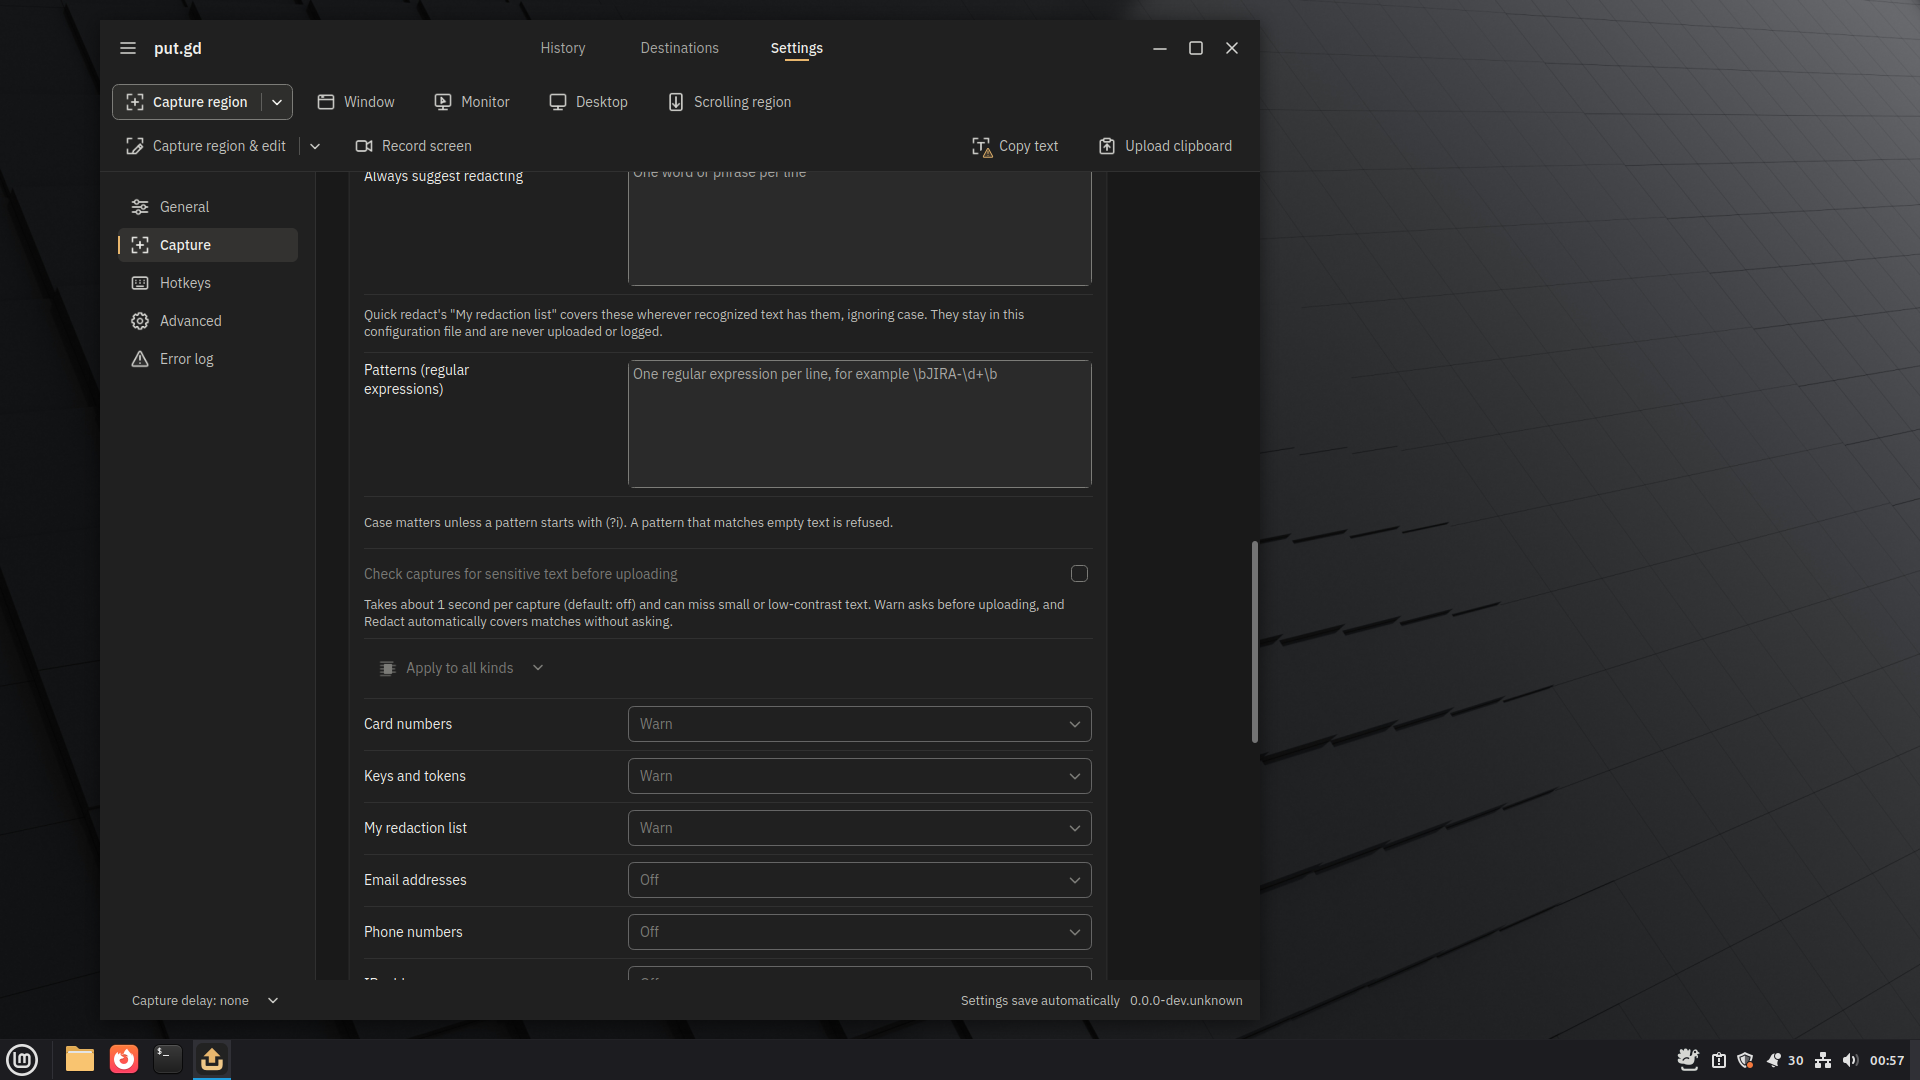 put.gd
History
Destinations
Settings
Capture region
Window
Monitor
Desktop
Scrolling region
Capture region & edit
Record screen
Copy text
Upload clipboard
General
Capture
Hotkeys
Advanced
Error log
Always suggest redacting
One word or phrase per line
Quick redact's "My redaction list" covers these wherever recognized text has them, ignoring case. They stay in this
configuration file and are never uploaded or logged.
Patterns (regular
expressions)
One regular expression per line, for example \bJIRA-\d+\b
Case matters unless a pattern starts with (?i). A pattern that matches empty text is refused.
Check captures for sensitive text before uploading
Takes about 1 second per capture (default: off) and can miss small or low-contrast text. Warn asks before uploading, and
Redact automatically covers matches without asking.
Apply to all kinds
Card numbers
Warn
Keys and tokens
Warn
My redaction list
Warn
Email addresses
Off
Phone numbers
Off
Capture delay: none
Settings save automatically
0.0.0-dev.unknown
30
00:57